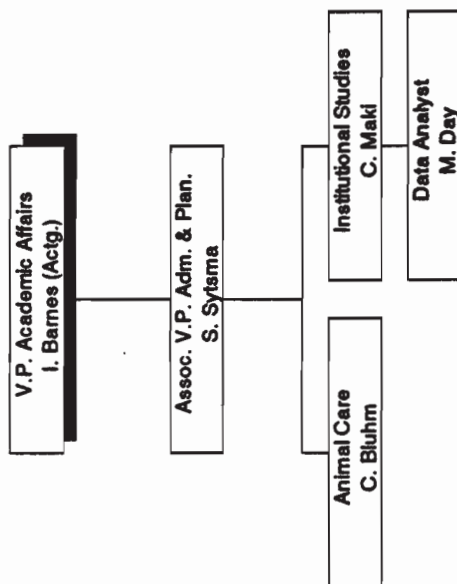 V.P. Academic Affairs
I. Barnes (Actg.)
Assoc. V.P. Adm. & Plan.
S. Sytsma
Animal Care
C. Bluhm
Institutional Studies
C. Maki
Data Analyst
M. Day